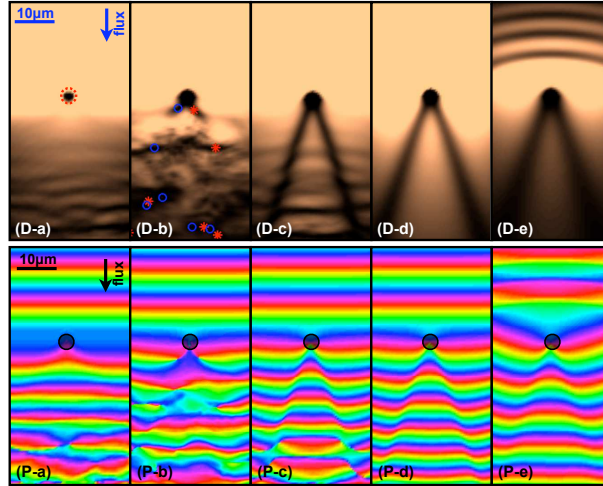 10μm
flux
(D-a)
(D-b)
(D-c)
(D-d)
(D-e)
10μm
flux
(P-a)
(P-b)
(P-c)
(P-d)
(P-e)